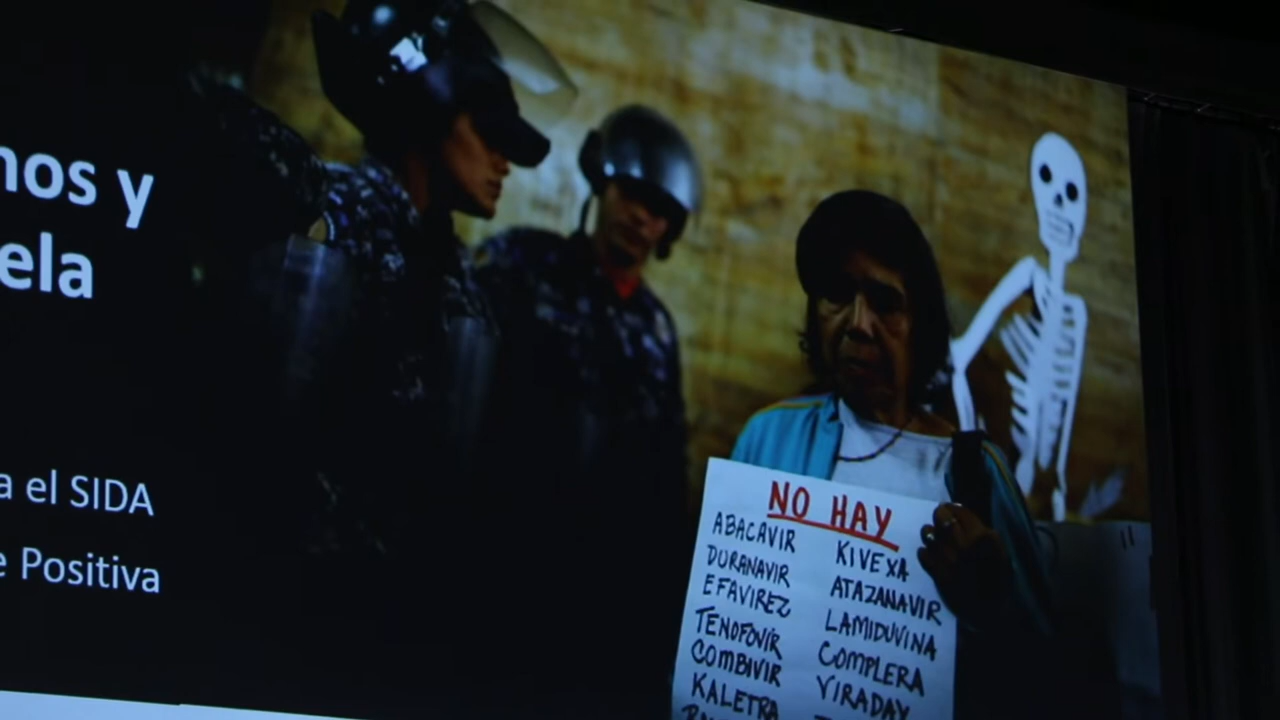 nos y
ela
a el SIDA
e Positiva
NO HAY
ABACAVIR
DURANAVIR
EFAVIREZ
TENOFOVIR
COMBIVIR
KALETRA
KIVEXA
ATAZANAVIR
LAMIDUVINA
COMPLERA
VIRADAY